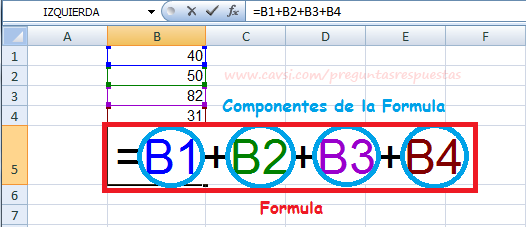 IZQUIERDA fx =B1+B2+B3+B4
A B C D E F
1 40
2 50 www.cavsi.com/preguntasrespuestas
3 82 Componentes de la Formula
4 31
5 =B1+B2+B3+B4
6 Formula
7